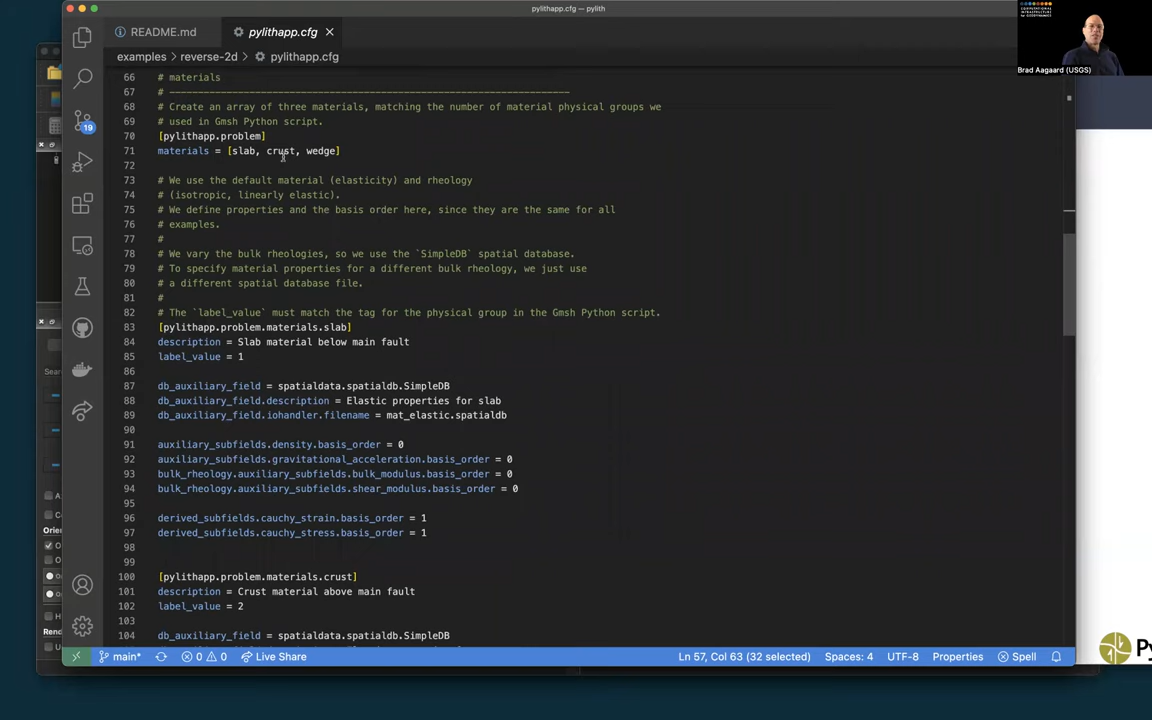 pylithapp.cfg — pylith
README.md
pylithapp.cfg
examples > reverse-2d > pylithapp.cfg
66 # materials
67 # ----------------------------------------------------------------------
68 # Create an array of three materials, matching the number of material physical groups we
69 # used in Gmsh Python script.
70 [pylithapp.problem]
71 materials = [slab, crust, wedge]
72
73 # We use the default material (elasticity) and rheology
74 # (isotropic, linearly elastic).
75 # We define properties and the basis order here, since they are the same for all
76 # examples.
77 #
78 # We vary the bulk rheologies, so we use the `SimpleDB` spatial database.
79 # To specify material properties for a different bulk rheology, we just use
80 # a different spatial database file.
81 #
82 # The `label_value` must match the tag for the physical group in the Gmsh Python script.
83 [pylithapp.problem.materials.slab]
84 description = Slab material below main fault
85 label_value = 1
86
87 db_auxiliary_field = spatialdata.spatialdb.SimpleDB
88 db_auxiliary_field.description = Elastic properties for slab
89 db_auxiliary_field.iohandler.filename = mat_elastic.spatialdb
90
91 auxiliary_subfields.density.basis_order = 0
92 auxiliary_subfields.gravitational_acceleration.basis_order = 0
93 bulk_rheology.auxiliary_subfields.bulk_modulus.basis_order = 0
94 bulk_rheology.auxiliary_subfields.shear_modulus.basis_order = 0
95
96 derived_subfields.cauchy_strain.basis_order = 1
97 derived_subfields.cauchy_stress.basis_order = 1
98
99
100 [pylithapp.problem.materials.crust]
101 description = Crust material above main fault
102 label_value = 2
103
104 db_auxiliary_field = spatialdata.spatialdb.SimpleDB
19
Sear
Orien
Rend
main*
0 0
Live Share
Ln 57, Col 63 (32 selected)
Spaces: 4
UTF-8
Properties
Spell
COMPUTATIONAL
INFRASTRUCTURE
for GEODYNAMICS
Brad Aagaard (USGS)
Py